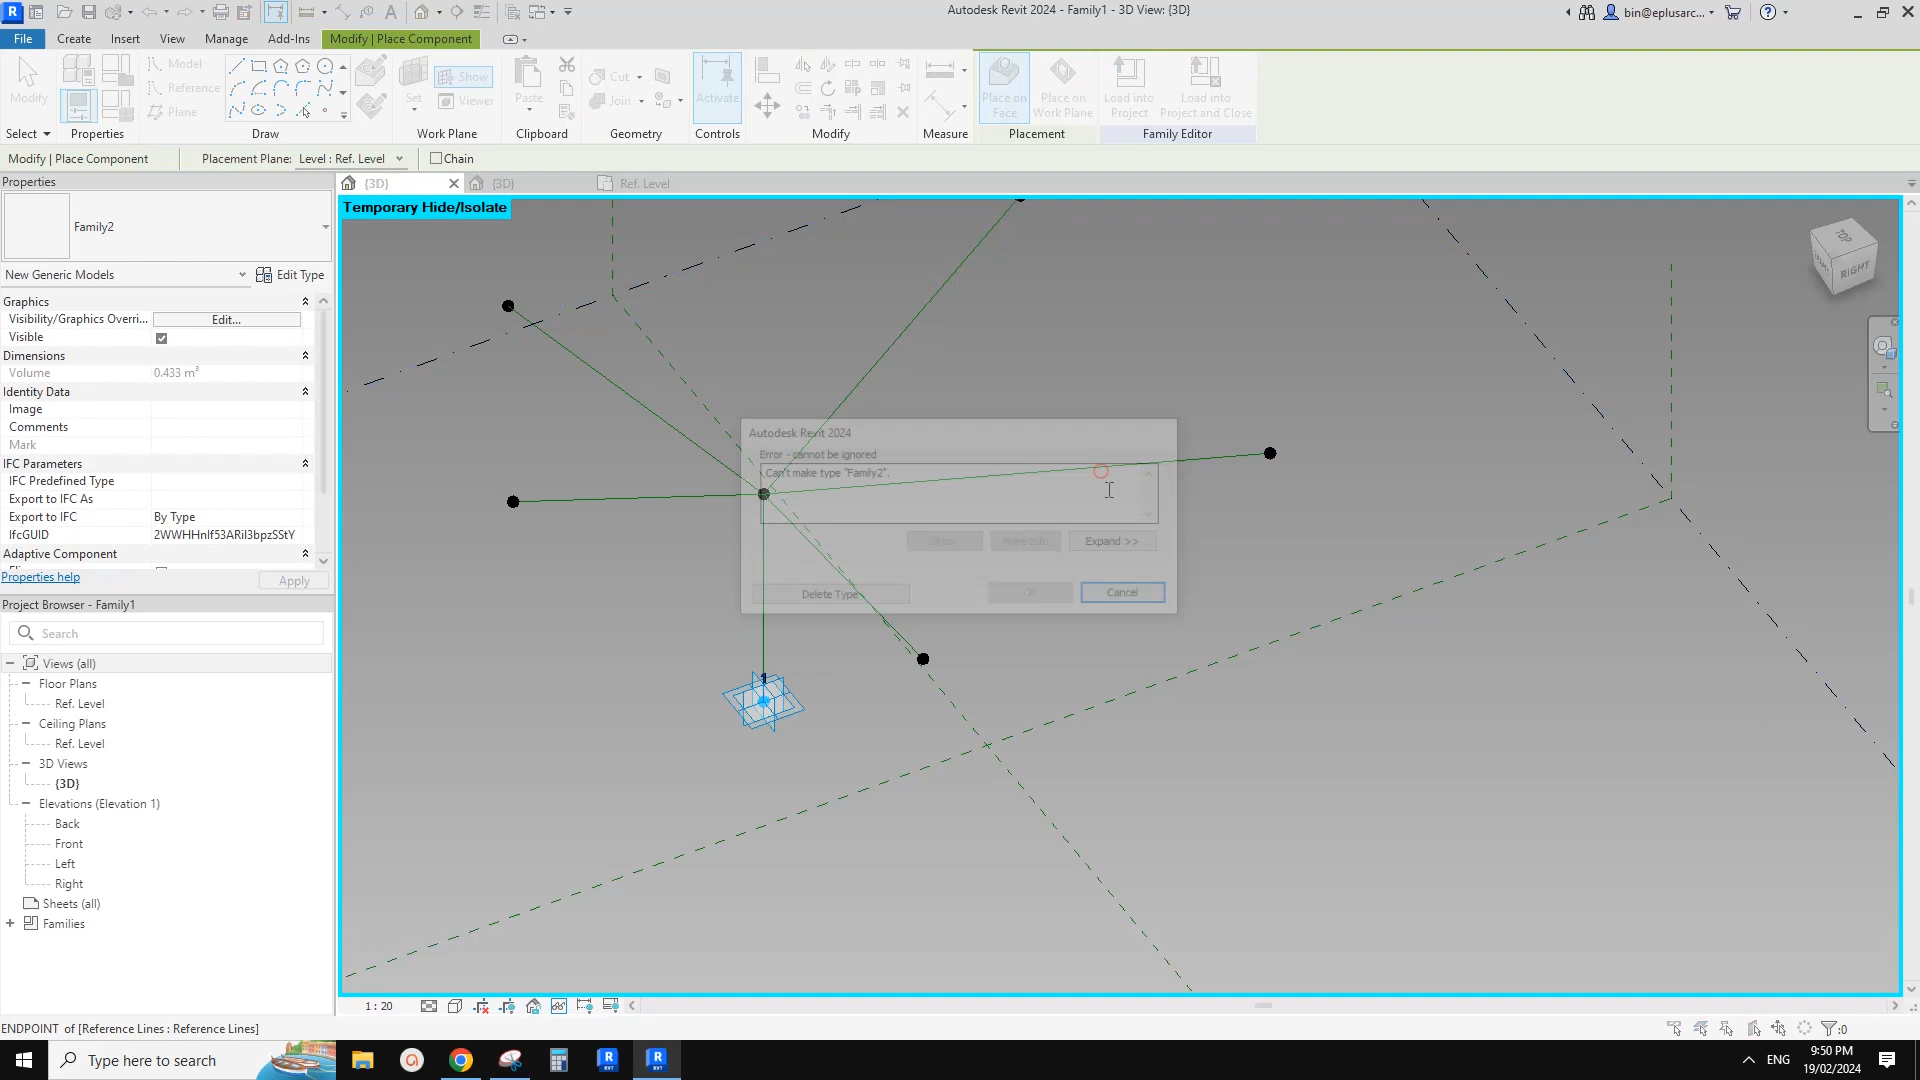 Autodesk Revit 2024 - Family1 - 3D View: {3D}
bin@eplusarc...
File
Create
Insert
View
Manage
Add-Ins
Modify | Place Component
Modify
Model
Reference
Plane
Set
Show
Viewer
Paste
Cut
Join
Activate
Place on Face
Place on Work Plane
Load into Project
Load into Project and Close
Select
Properties
Draw
Work Plane
Clipboard
Geometry
Controls
Modify
Measure
Placement
Family Editor
Modify | Place Component
Placement Plane: Level : Ref. Level
Chain
Properties
{3D}
{3D}
Ref. Level
Family2
New Generic Models
Edit Type
Graphics
Visibility/Graphics Overri...
Edit...
Visible
Dimensions
Volume
0.433 m³
Identity Data
Image
Comments
Mark
IFC Parameters
IFC Predefined Type
Export to IFC As
Export to IFC
By Type
IfcGUID
2WWHHnIf53ARil3bpzSStY
Adaptive Component
Properties help
Apply
Project Browser - Family1
Search
Views (all)
Floor Plans
Ref. Level
Ceiling Plans
Ref. Level
3D Views
{3D}
Elevations (Elevation 1)
Back
Front
Left
Right
Sheets (all)
Families
Temporary Hide/Isolate
TOP
RIGHT
Autodesk Revit 2024
Error - cannot be ignored
Can't make type "Family2".
Show
More Info
Expand >>
Delete Type
OK
Cancel
1
1 : 20
ENDPOINT of [Reference Lines : Reference Lines]
:0
Type here to search
ENG
9:50 PM
19/02/2024